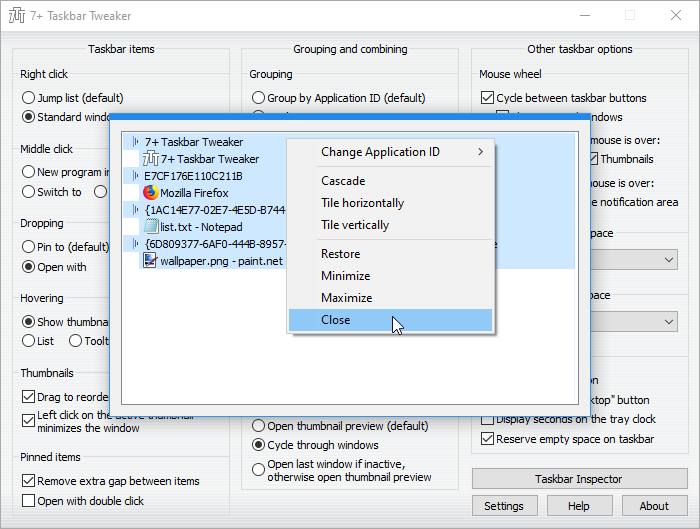 7+ Taskbar Tweaker
Taskbar items
Right click
Jump list (default)
Standard window
Middle click
New program in
Switch to
Dropping
Pin to (default)
Open with
Hovering
Show thumbnai
List
Toolt
Thumbnails
Drag to reorde
Left click on the active thumbnail
minimizes the window
Pinned items
Remove extra gap between items
Open with double click
Grouping and combining
Grouping
Group by Application ID (default)
Open thumbnail preview (default)
Cycle through windows
Open last window if inactive,
otherwise open thumbnail preview
Other taskbar options
Mouse wheel
Cycle between taskbar buttons
ndows
mouse is over:
Thumbnails
ouse is over:
e notification area
pace
pace
on
ktop" button
Display seconds on the tray clock
Reserve empty space on taskbar
Taskbar Inspector
Settings
Help
About
7+ Taskbar Tweaker
7+ Taskbar Tweaker
E7CF176E110C211B
Mozilla Firefox
{1AC14E77-02E7-4E5D-B744-
list.txt - Notepad
{6D809377-6AF0-444B-8957-
wallpaper.png - paint.net
Change Application ID
Cascade
Tile horizontally
Tile vertically
Restore
Minimize
Maximize
Close